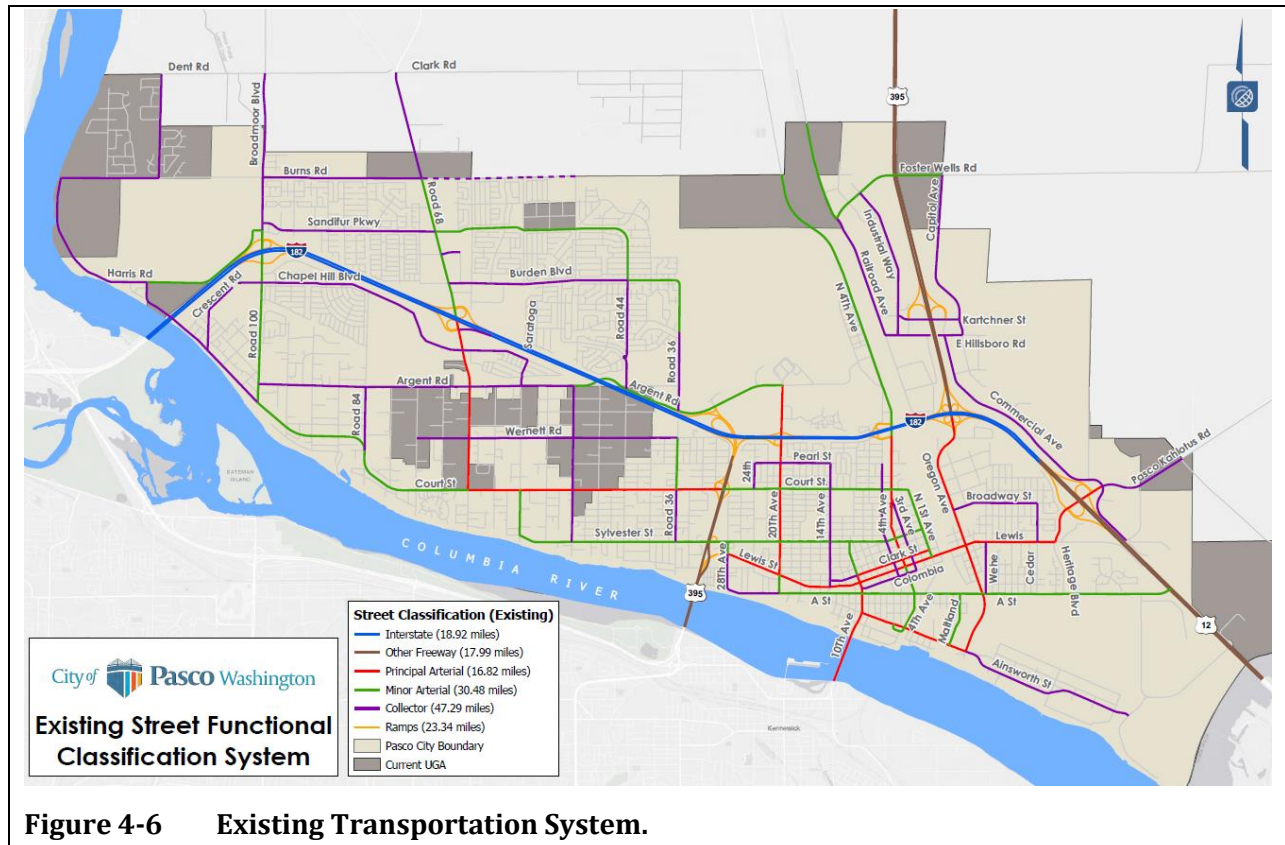 Dent Rd
Clark Rd
395
Broadmoor Blvd
Foster Wells Rd
Burns Rd
Road 68
Capitol Ave
Sandifur Pkwy
Industrial Way
182
Railroad Ave
Harris Rd
Crescent Rd
Chapel Hill Blvd
Burden Blvd
N 4Th Ave
Road 44
Kartchner St
Saratoga
Road 100
E Hillsboro Rd
Road 36
Argent Rd
Argent Rd
Commercial Ave
Road 84
182
Wernett Rd
Pasco Kahlotus Rd
Pearl St
Oregon Ave
24th
Court St
Court St.
BATEMAN
ISLAND
Road 36
20Th Ave
14Th Ave
4Th Ave
3rd Ave
N 1St Ave
Broadway St
Sylvester St
Lewis
COLUMBIA RIVER
Lewis St
Clark St
28Th Ave
Colombia
Wehe
Cedar
Heritage Blvd
395
A St
A St
4Th Ave
Maitland
12
10Th Ave
Ainsworth St
Kennewick
City of Pasco Washington
Existing Street Functional
Classification System
Street Classification (Existing)
Interstate (18.92 miles)
Other Freeway (17.99 miles)
Principal Arterial (16.82 miles)
Minor Arterial (30.48 miles)
Collector (47.29 miles)
Ramps (23.34 miles)
Pasco City Boundary
Current UGA
Figure 4-6 Existing Transportation System.